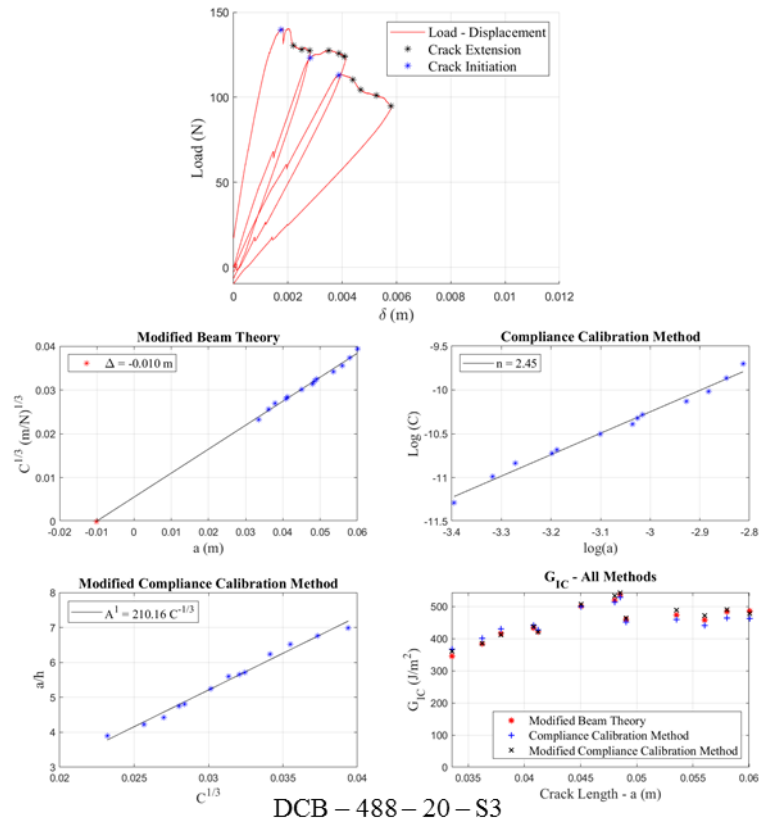 150
100
50
0
Load (N)
Load - Displacement
Crack Extension
Crack Initiation
0 0.002 0.004 0.006 0.008 0.01 0.012
δ (m)
Modified Beam Theory
0.04
0.03
0.02
0.01
0
C^1/3 (m/N)^1/3
Δ = -0.010 m
-0.02 -0.01 0 0.01 0.02 0.03 0.04 0.05 0.06
a (m)
Compliance Calibration Method
-9.5
-10
-10.5
-11
-11.5
Log (C)
n = 2.45
-3.4 -3.3 -3.2 -3.1 -3 -2.9 -2.8
log(a)
Modified Compliance Calibration Method
8
7
6
5
4
3
a/h
A^1 = 210.16 C^-1/3
0.02 0.025 0.03 0.035 0.04
C^1/3
G_IC - All Methods
500
400
300
200
100
0
G_IC (J/m^2)
Modified Beam Theory
Compliance Calibration Method
Modified Compliance Calibration Method
0.035 0.04 0.045 0.05 0.055 0.06
Crack Length - a (m)
DCB – 488 – 20 – S3